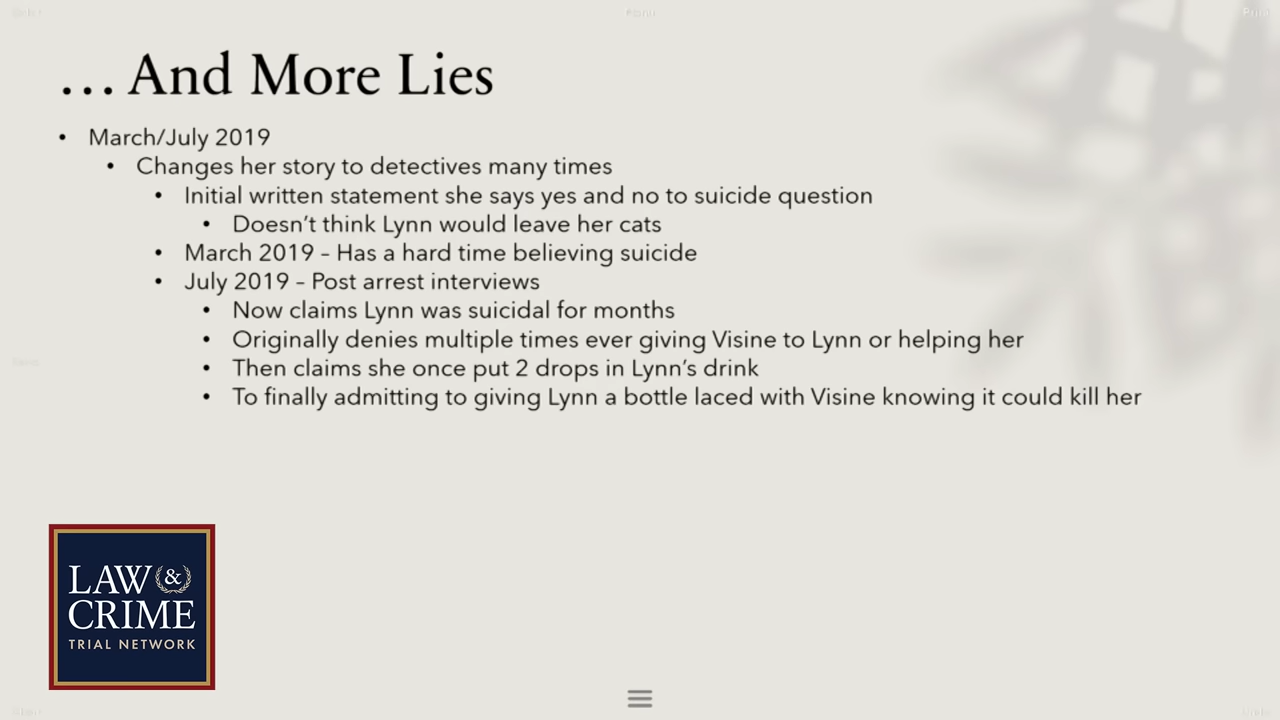 ... And More Lies
• March/July 2019
• Changes her story to detectives many times
• Initial written statement she says yes and no to suicide question
• Doesn’t think Lynn would leave her cats
• March 2019 – Has a hard time believing suicide
• July 2019 – Post arrest interviews
• Now claims Lynn was suicidal for months
• Originally denies multiple times ever giving Visine to Lynn or helping her
• Then claims she once put 2 drops in Lynn’s drink
• To finally admitting to giving Lynn a bottle laced with Visine knowing it could kill her
LAW &
CRIME
TRIAL NETWORK